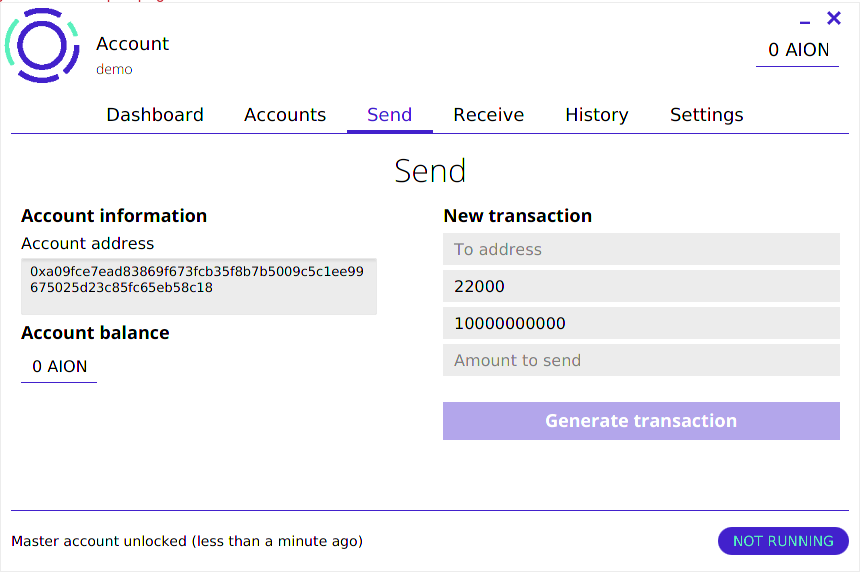 Account
demo
0 AION
Dashboard Accounts Send Receive History Settings
Send
Account information
Account address
0xa09fce7ead83869f673fcb35f8b7b5009c5c1ee99
675025d23c85fc65eb58c18
Account balance
0 AION
New transaction
To address
22000
10000000000
Amount to send
Generate transaction
Master account unlocked (less than a minute ago)
NOT RUNNING